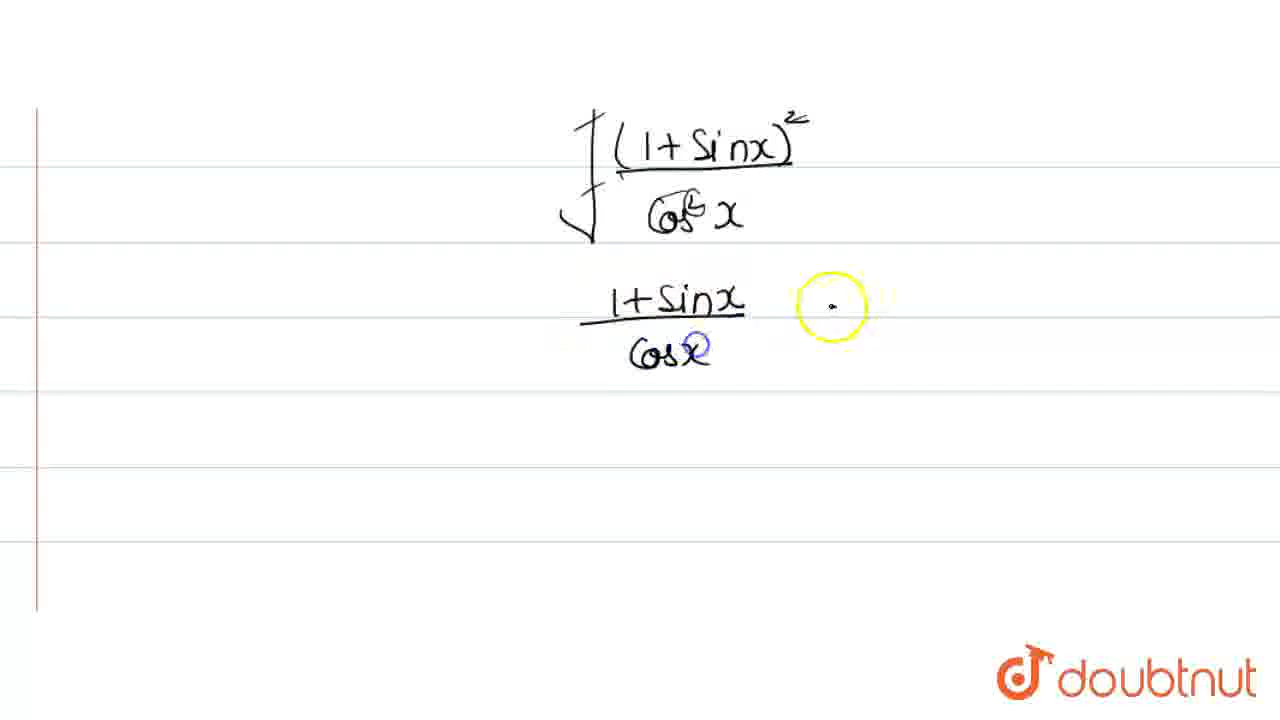 √((1+Sinx)²/Cos²x)
1+Sinx/Cosx
doubtnut